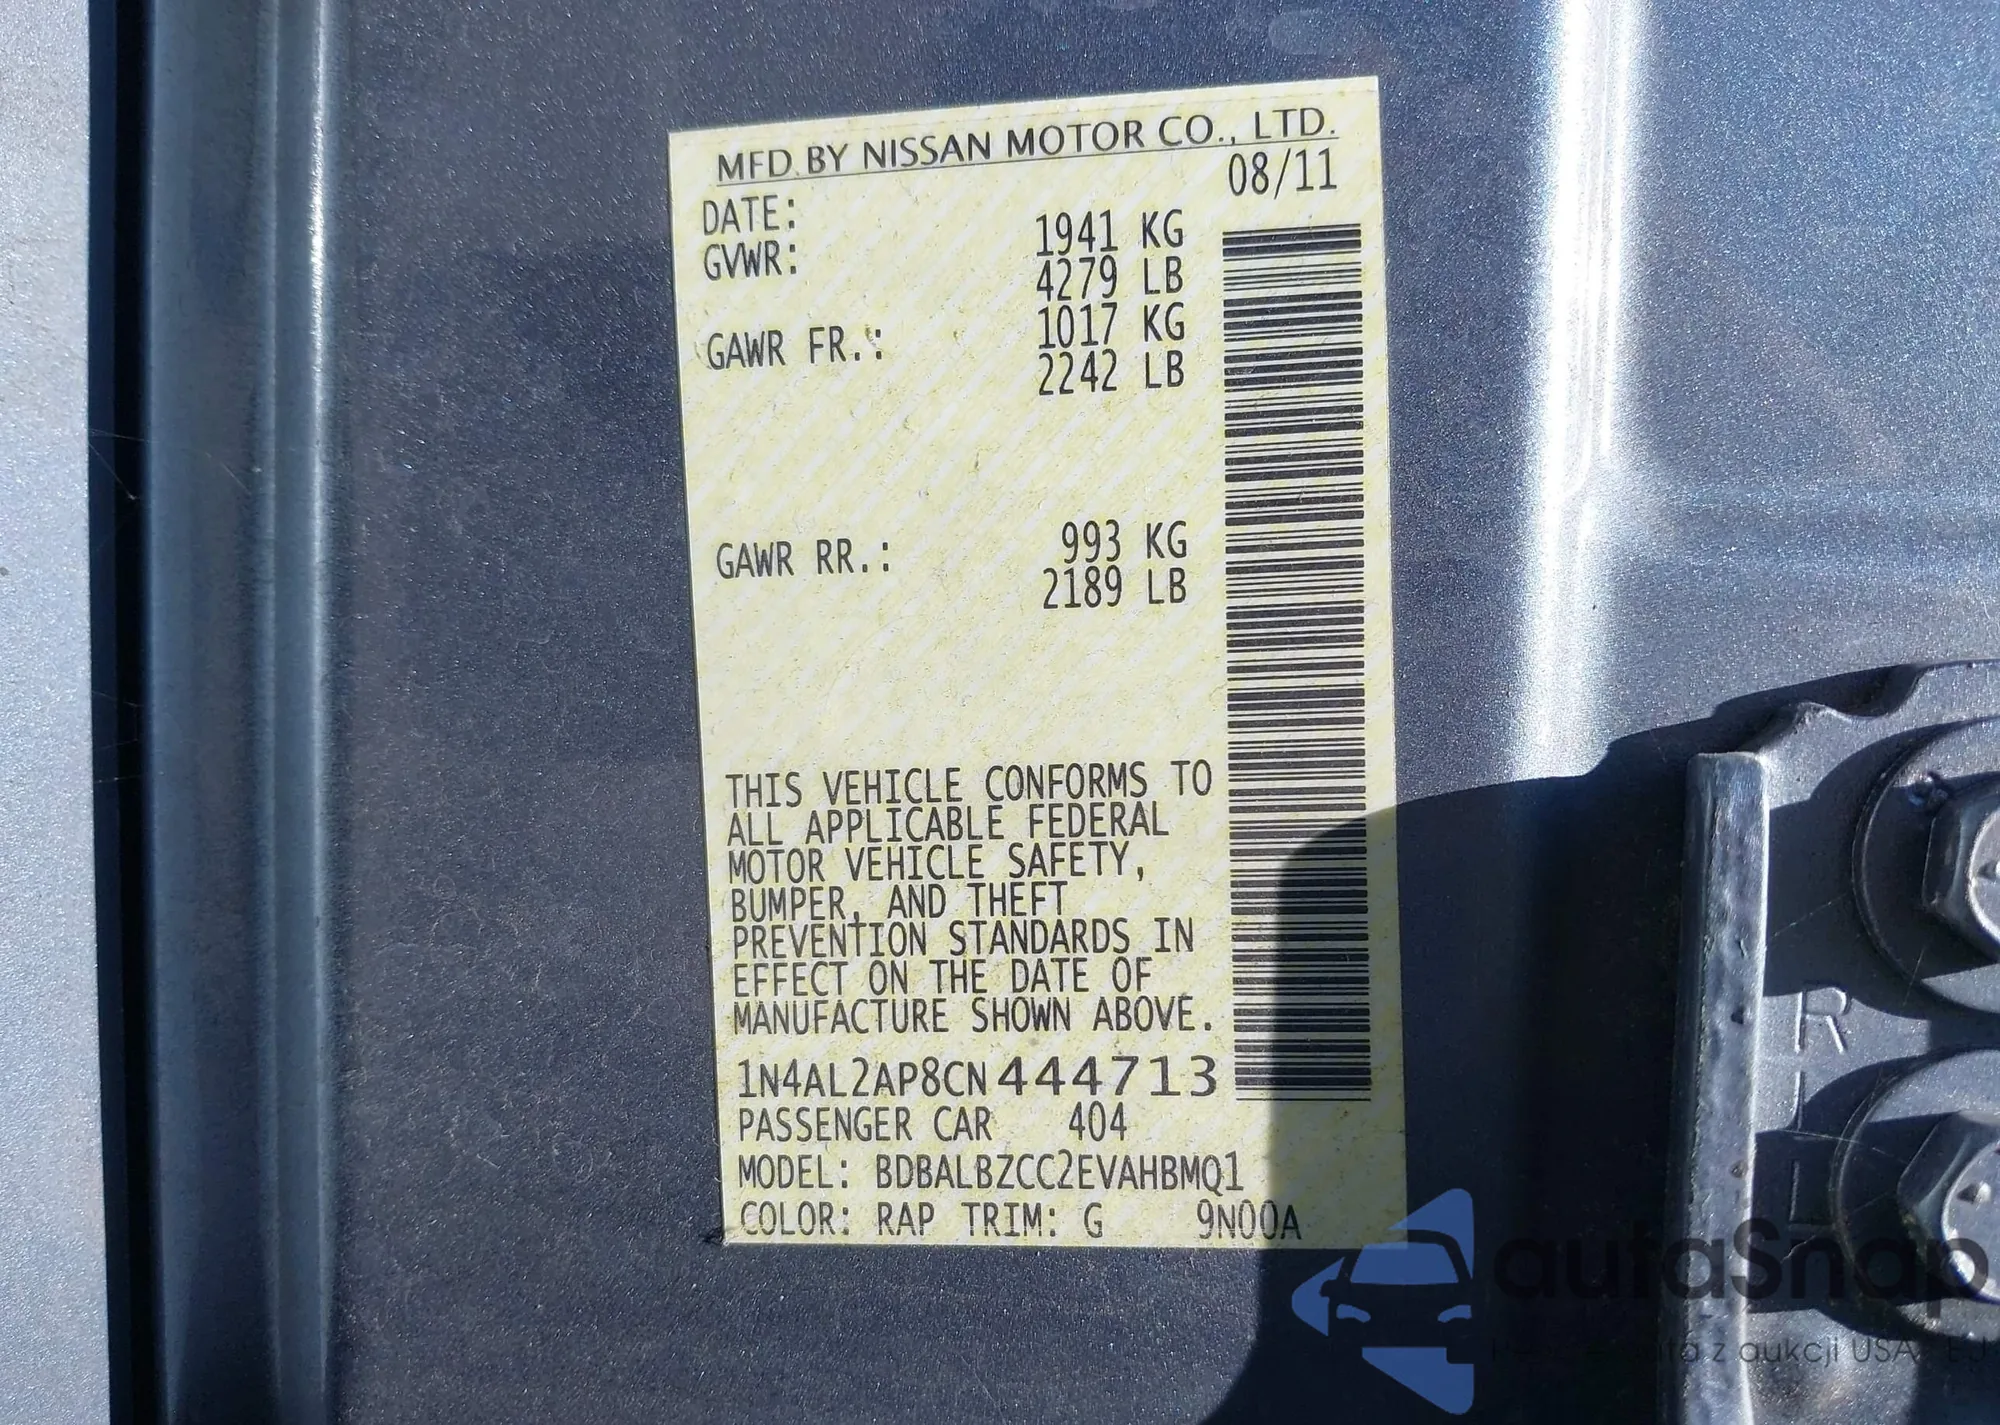 MFD. BY NISSAN MOTOR CO., LTD.
DATE: 08/11
GVWR: 1941 KG
4279 LB
GAWR FR.: 1017 KG
2242 LB
GAWR RR.: 993 KG
2189 LB
THIS VEHICLE CONFORMS TO
ALL APPLICABLE FEDERAL
MOTOR VEHICLE SAFETY,
BUMPER, AND THEFT
PREVENTION STANDARDS IN
EFFECT ON THE DATE OF
MANUFACTURE SHOWN ABOVE.
1N4AL2AP8CN444713
PASSENGER CAR 404
MODEL: BDBALBZCC2EVAHBMQ1
COLOR: RAP TRIM: G 9N00A
R
autaSnap
z aukcji USA